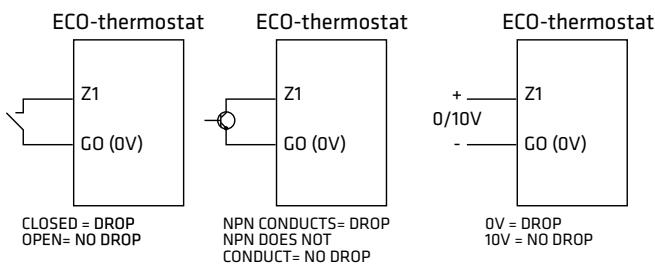 ECO-thermostat
Z1
GO (0V)
CLOSED = DROP
OPEN= NO DROP
ECO-thermostat
Z1
GO (0V)
NPN CONDUCTS= DROP
NPN DOES NOT
CONDUCT= NO DROP
ECO-thermostat
+
0/10V
-
Z1
GO (0V)
0V = DROP
10V = NO DROP